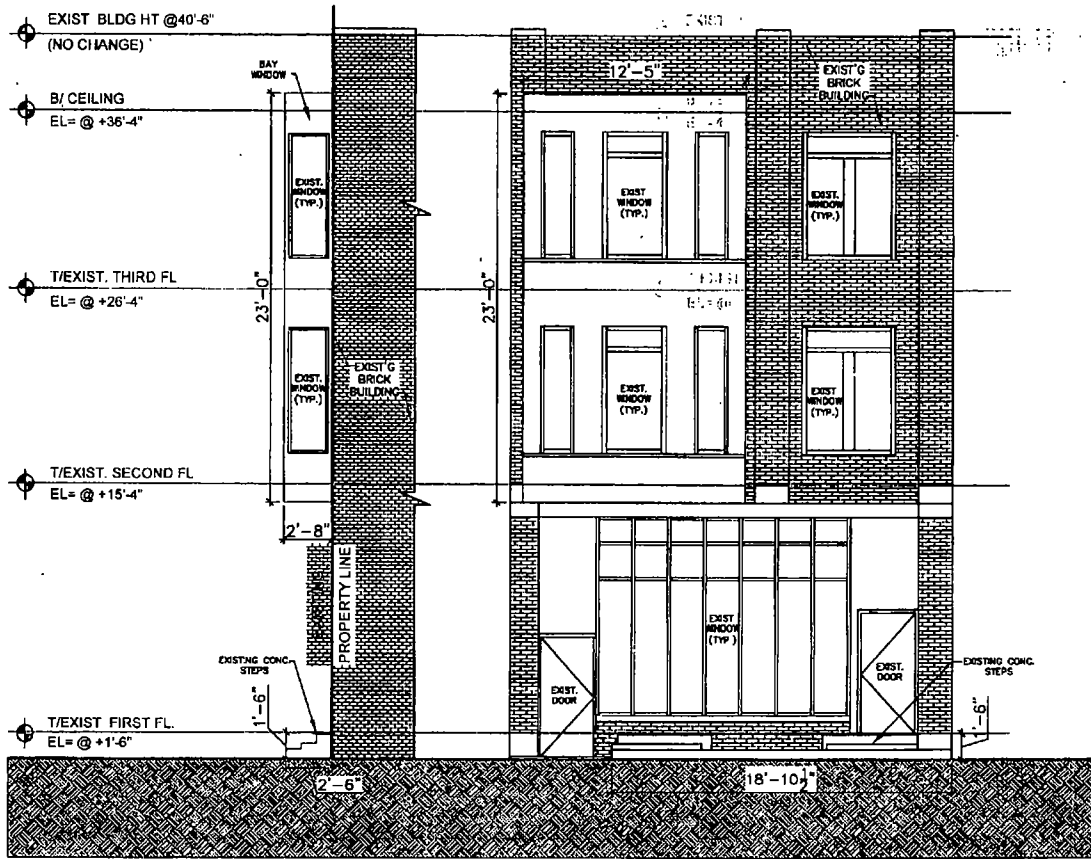 EXIST BLDG HT @40'-6"
(NO CHANGE)
B/ CEILING
EL= @ +36'-4"
T/EXIST. THIRD FL
EL= @ +26'-4"
T/EXIST. SECOND FL
EL= @ +15'-4"
T/EXIST FIRST FL.
EL= @ +1'-6"
BAY
WINDOW
EXIST.
WINDOW
(TYP.)
EXIST.
WINDOW
(TYP.)
23'-0"
2'-8"
EXIST'G
BRICK
BUILDING
PROPERTY LINE
EXISTING CONC.
STEPS
1'-6"
2'-6"
12'-5"
23'-0"
EXIST'G
BRICK
BUILDING
EXIST
WINDOW
(TYP.)
EXIST.
WINDOW
(TYP.)
EXIST.
WINDOW
(TYP.)
EXIST
WINDOW
(TYP.)
EXIST
WINDOW
(TYP)
EXIST.
DOOR
EXIST.
DOOR
EXISTING CONC.
STEPS
18'-10 1/2"